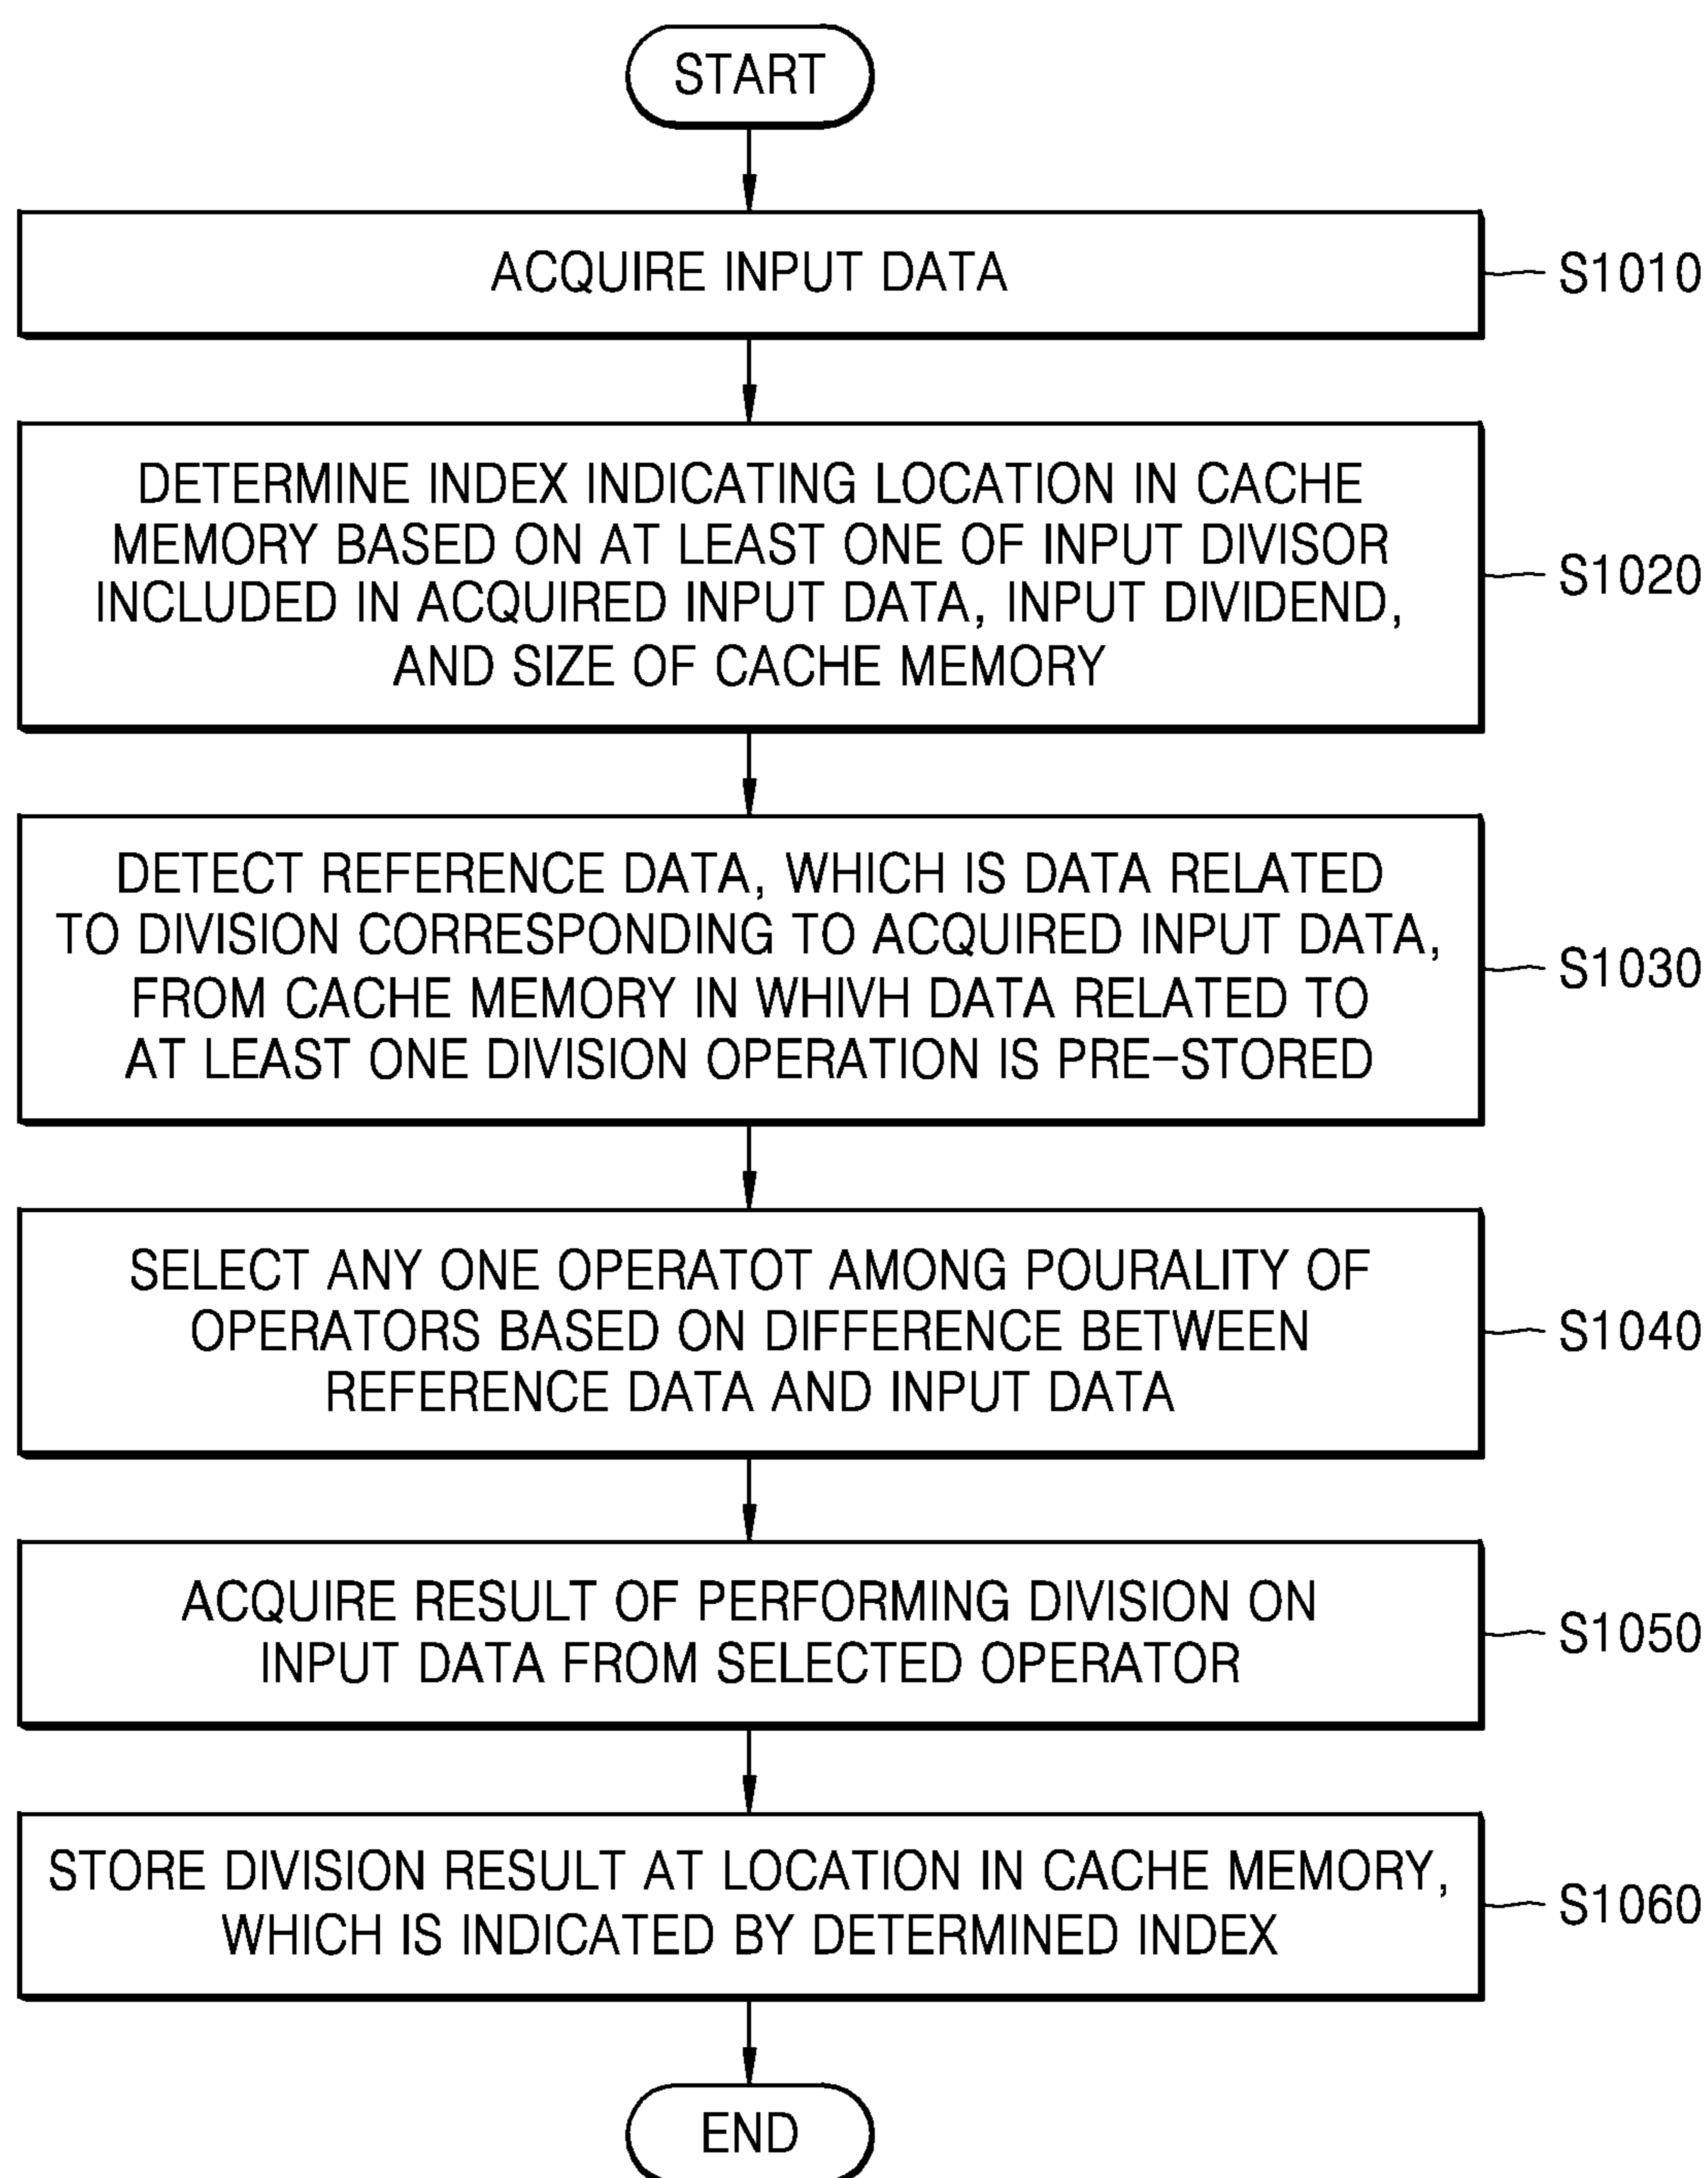 START
ACQUIRE INPUT DATA
S1010
DETERMINE INDEX INDICATING LOCATION IN CACHE
MEMORY BASED ON AT LEAST ONE OF INPUT DIVISOR
INCLUDED IN ACQUIRED INPUT DATA, INPUT DIVIDEND,
AND SIZE OF CACHE MEMORY
S1020
DETECT REFERENCE DATA, WHICH IS DATA RELATED
TO DIVISION CORRESPONDING TO ACQUIRED INPUT DATA,
FROM CACHE MEMORY IN WHIVH DATA RELATED TO
AT LEAST ONE DIVISION OPERATION IS PRE-STORED
S1030
SELECT ANY ONE OPERATOT AMONG POURALITY OF
OPERATORS BASED ON DIFFERENCE BETWEEN
REFERENCE DATA AND INPUT DATA
S1040
ACQUIRE RESULT OF PERFORMING DIVISION ON
INPUT DATA FROM SELECTED OPERATOR
S1050
STORE DIVISION RESULT AT LOCATION IN CACHE MEMORY,
WHICH IS INDICATED BY DETERMINED INDEX
S1060
END